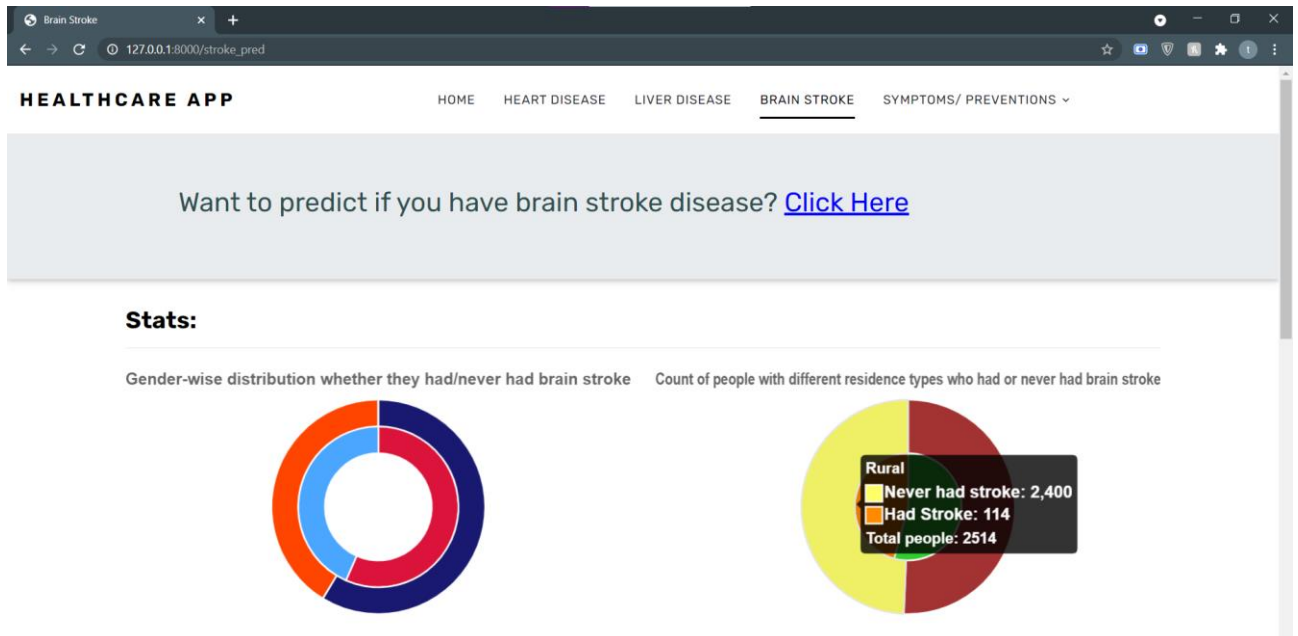 Brain Stroke
127.0.0.1:8000/stroke_pred
t
HEALTHCARE APP
HOME HEART DISEASE LIVER DISEASE BRAIN STROKE SYMPTOMS/ PREVENTIONS
Want to predict if you have brain stroke disease? Click Here
Stats:
Gender-wise distribution whether they had/never had brain stroke
Count of people with different residence types who had or never had brain stroke
Rural
Never had stroke: 2,400
Had Stroke: 114
Total people: 2514